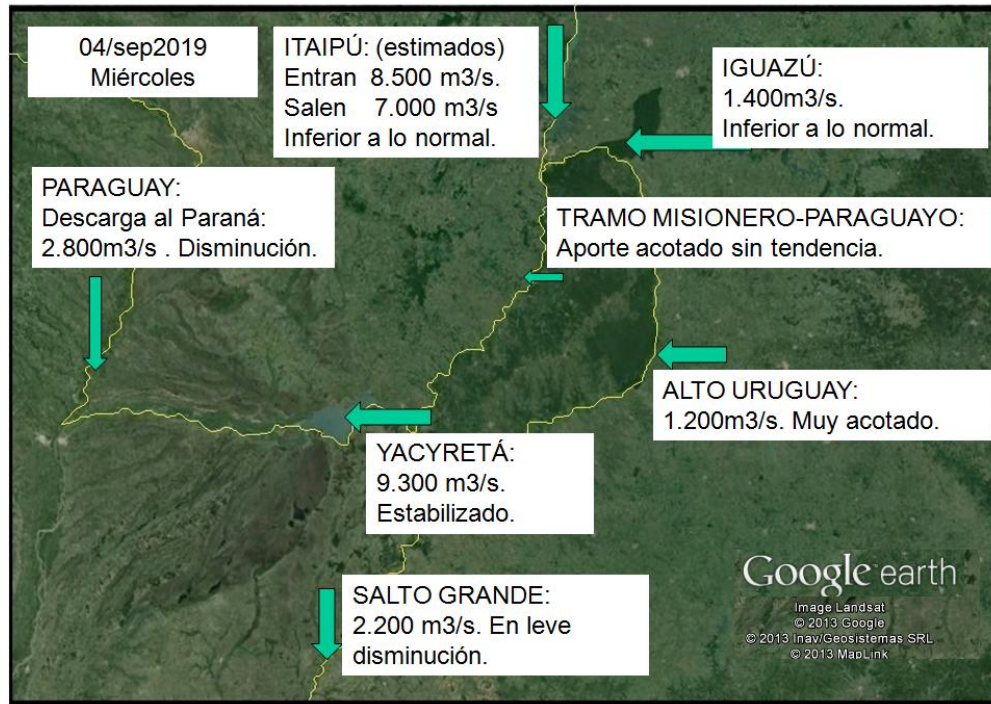 04/sep2019
Miércoles
ITAIPÚ: (estimados)
Entran 8.500 m3/s.
Salen 7.000 m3/s
Inferior a lo normal.
IGUAZÚ:
1.400m3/s.
Inferior a lo normal.
PARAGUAY:
Descarga al Paraná:
2.800m3/s . Disminución.
TRAMO MISIONERO-PARAGUAYO:
Aporte acotado sin tendencia.
ALTO URUGUAY:
1.200m3/s. Muy acotado.
YACYRETÁ:
9.300 m3/s.
Estabilizado.
SALTO GRANDE:
2.200 m3/s. En leve
disminución.
Google earth
Image Landsat
© 2013 Google
© 2013 Inav/Geosistemas SRL
© 2013 MapLink